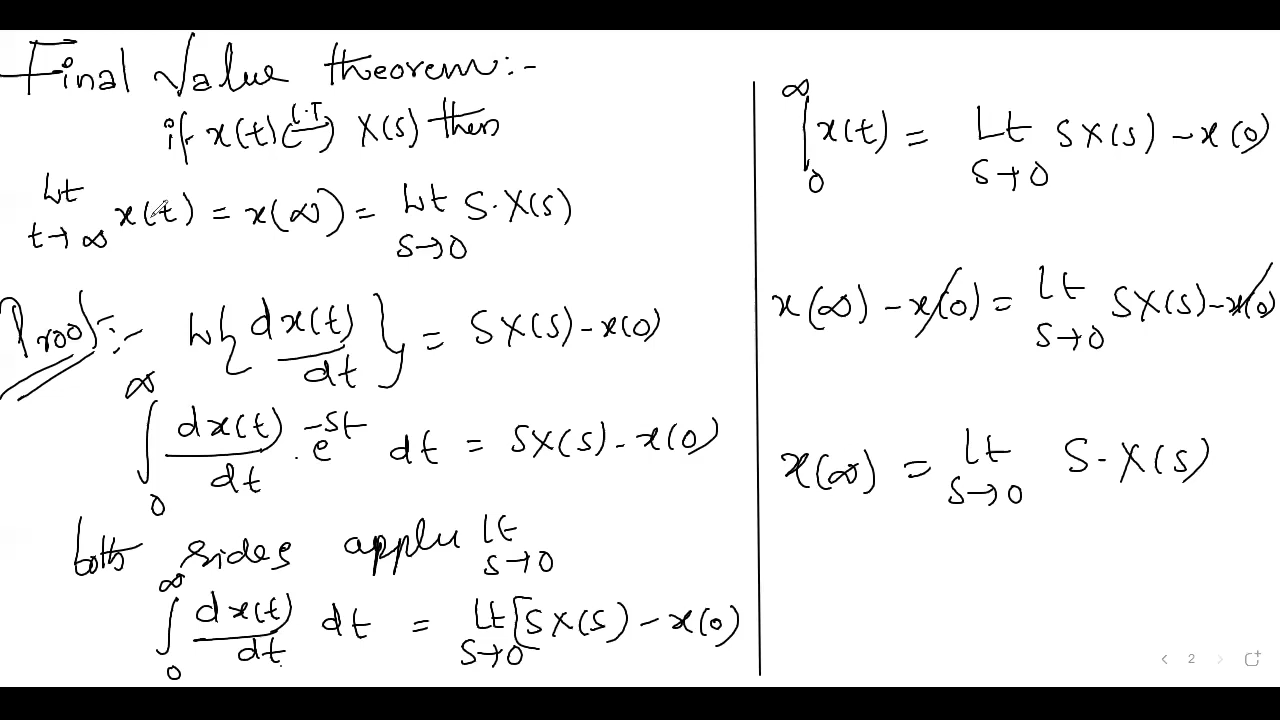 Final Value theorem:-
if x(t) <-L.T-> X(s) then
Lt t→∞ x(t) = x(∞) = Lt s→0 S·X(s)
Proof:- L{dx(t)/dt} = SX(s) - x(0)
∫₀^∞ dx(t)/dt · e^-st dt = SX(s) - x(0)
both sides apply Lt s→0
∫₀^∞ dx(t)/dt dt = Lt s→0 [SX(s) - x(0)
|₀^∞ x(t) = Lt s→0 SX(s) - x(0)
x(∞) - x(0) = Lt s→0 SX(s) - x(0)
x(∞) = Lt s→0 S·X(s)
2